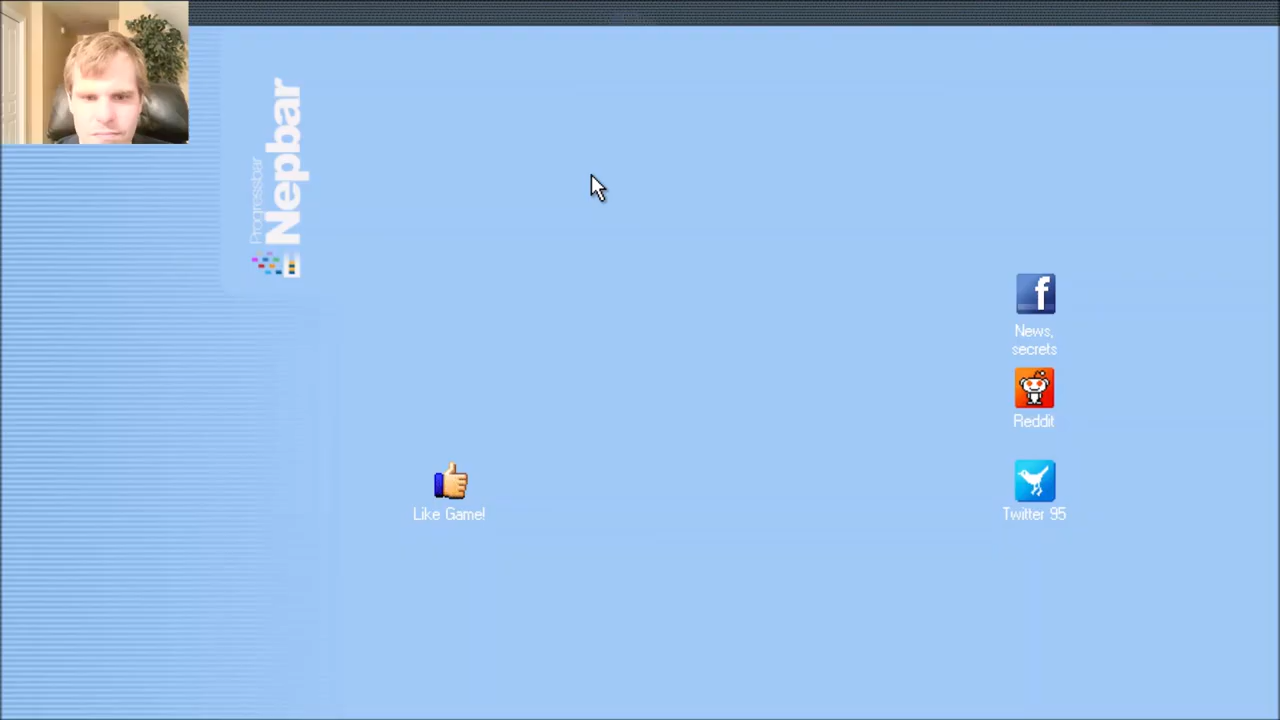 Progressbar
Nepbar
News,
secrets
Reddit
Like Game!
Twitter 95